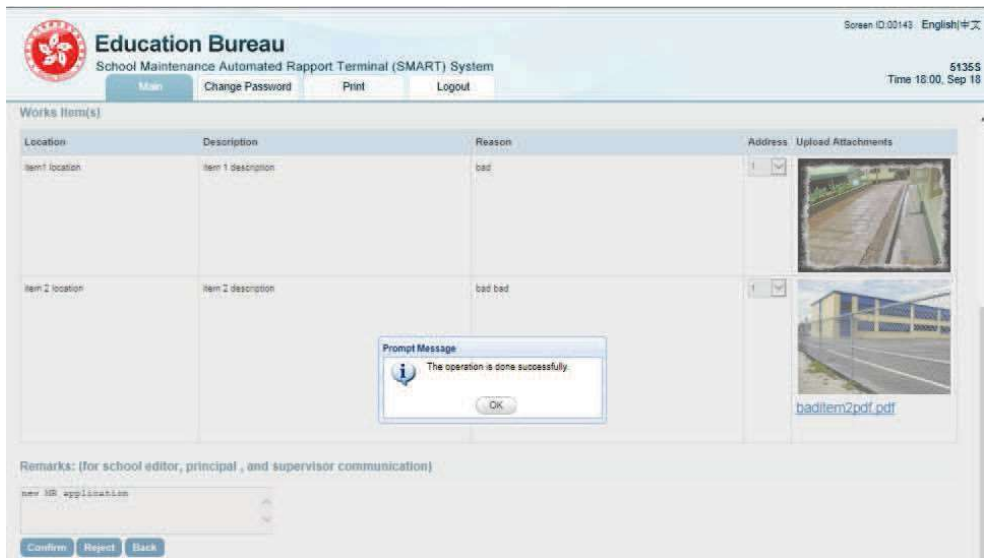 Screen ID:00143 English|中文
Education Bureau
School Maintenance Automated Rapport Terminal (SMART) System
5135S
Time 18:00, Sep 18
Main Change Password Print Logout
Works Item(s)
Location Description Reason Address Upload Attachments
item1 location item 1 description bad 1
item 2 location item 2 description bad bad 1
Prompt Message
The operation is done successfully.
OK
baditem2pdf.pdf
Remarks: (for school editor, principal , and supervisor communication)
new MR application
Confirm Reject Back